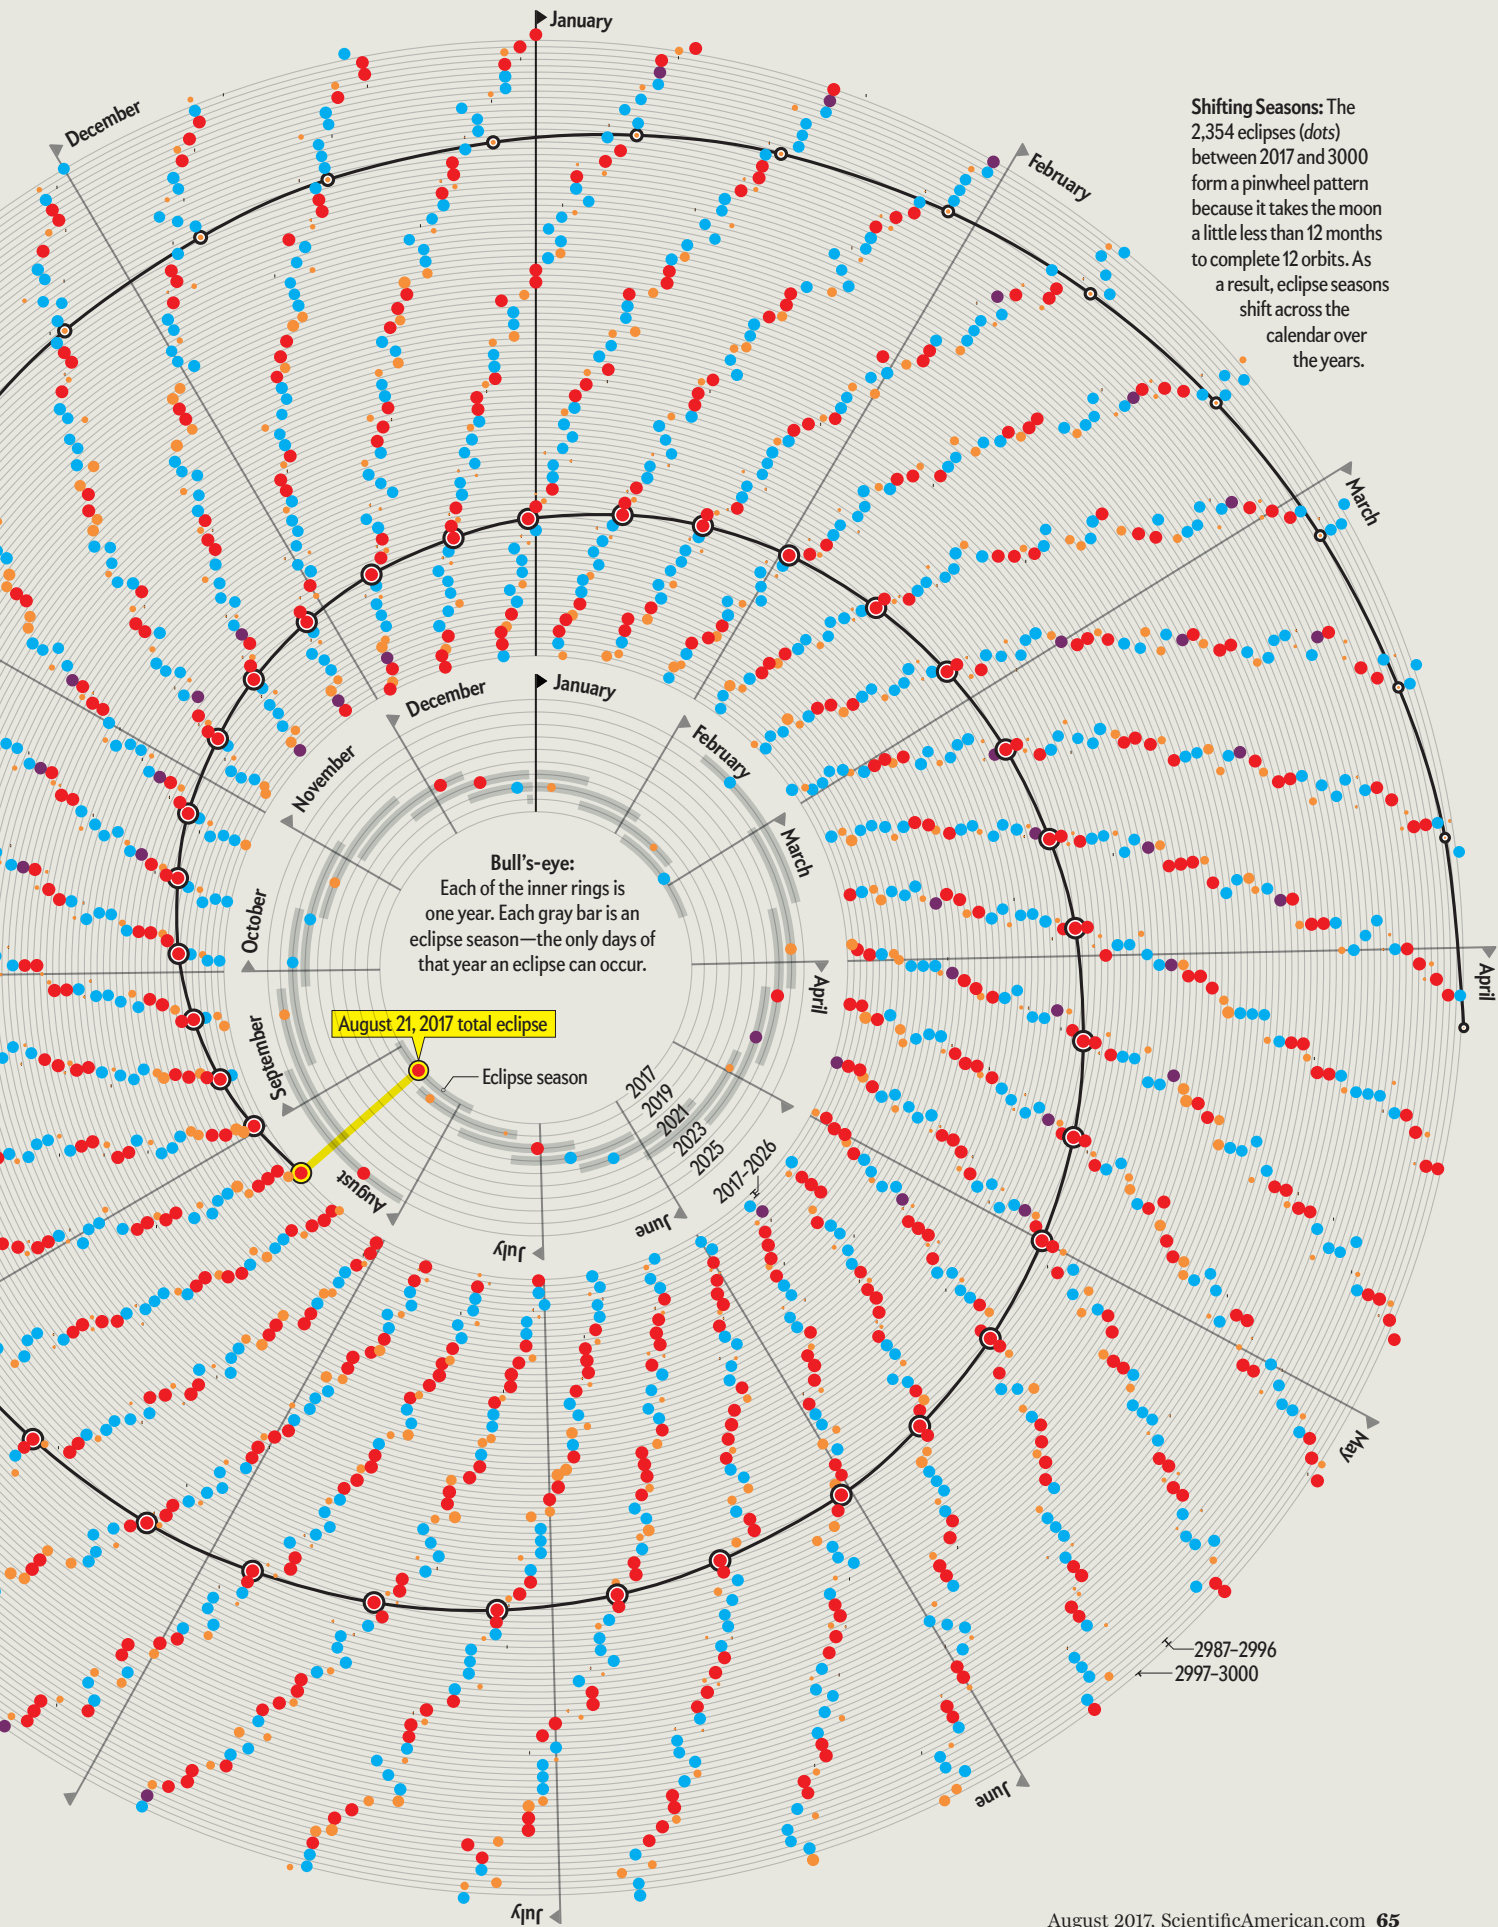 January
December
Shifting Seasons: The
2,354 eclipses (dots)
between 2017 and 3000
form a pinwheel pattern
because it takes the moon
a little less than 12 months
to complete 12 orbits. As
a result, eclipse seasons
shift across the
calendar over
the years.
February
March
December
January
November
February
March
Bull's-eye:
Each of the inner rings is
one year. Each gray bar is an
eclipse season—the only days of
that year an eclipse can occur.
October
April
April
August 21, 2017 total eclipse
September
Eclipse season
2017
2019
2021
2023
2025
2017–2026
August
June
July
May
2987–2996
2997–3000
June
July
August 2017, ScientificAmerican.com 65